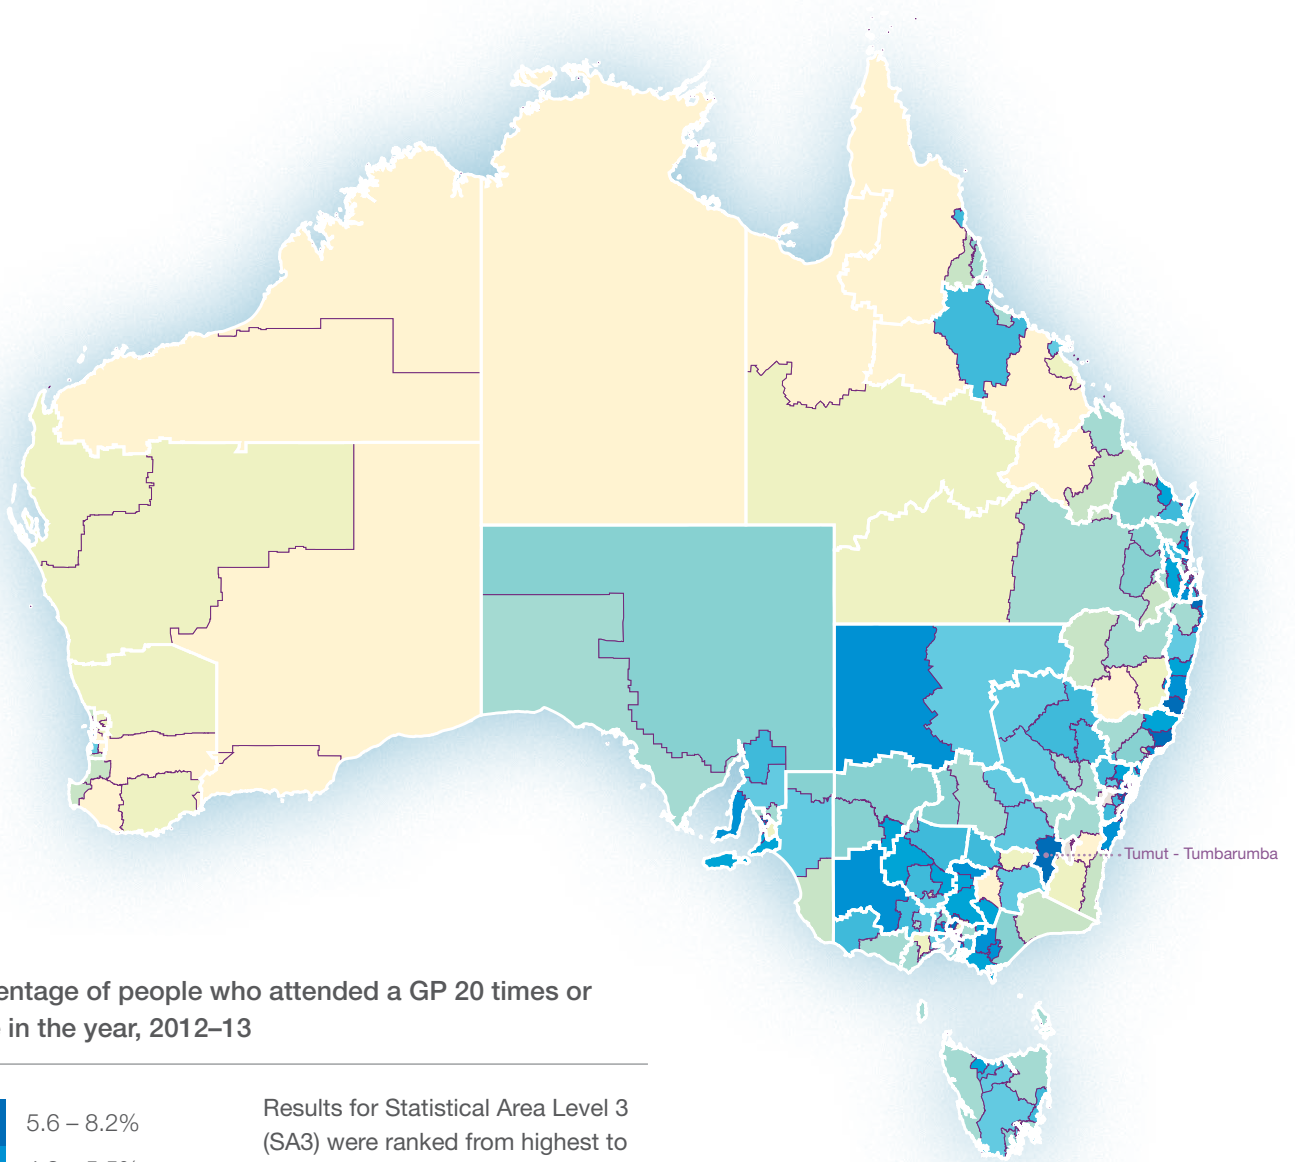 Tumut - Tumbarumba
entage of people who attended a GP 20 times or
in the year, 2012–13
5.6 – 8.2%
Results for Statistical Area Level 3
(SA3) were ranked from highest to